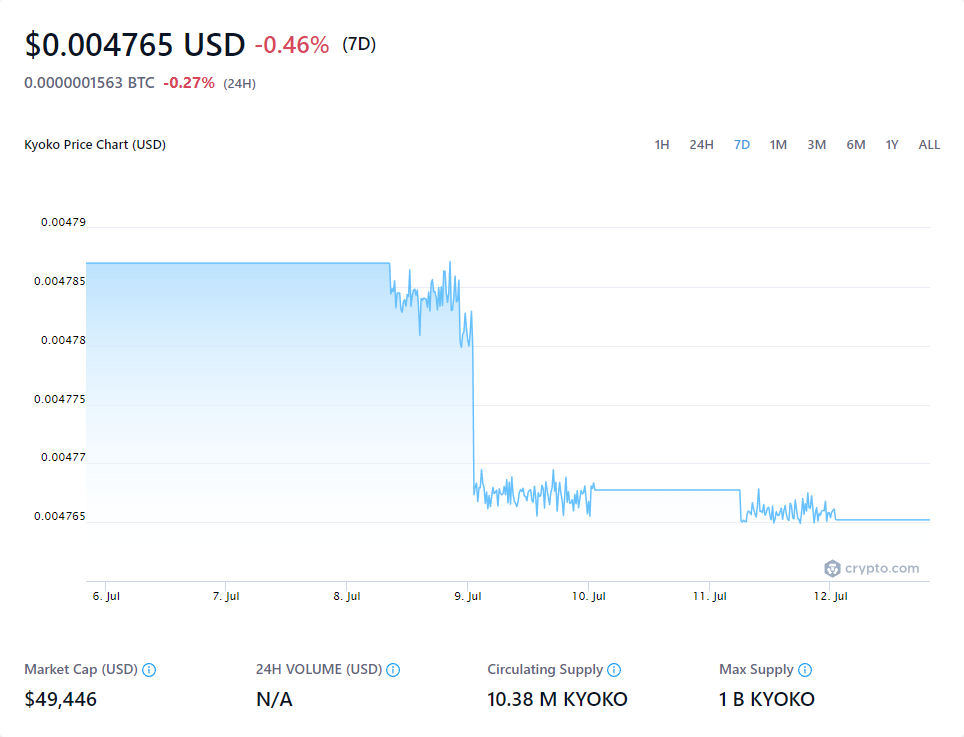 $0.004765 USD -0.46% (7D)
0.0000001563 BTC -0.27% (24H)
Kyoko Price Chart (USD)
1H 24H 7D 1M 3M 6M 1Y ALL
0.00479
0.004785
0.00478
0.004775
0.00477
0.004765
crypto.com
6. Jul 7. Jul 8. Jul 9. Jul 10. Jul 11. Jul 12. Jul
Market Cap (USD) 24H VOLUME (USD) Circulating Supply Max Supply
$49,446 N/A 10.38 M KYOKO 1 B KYOKO